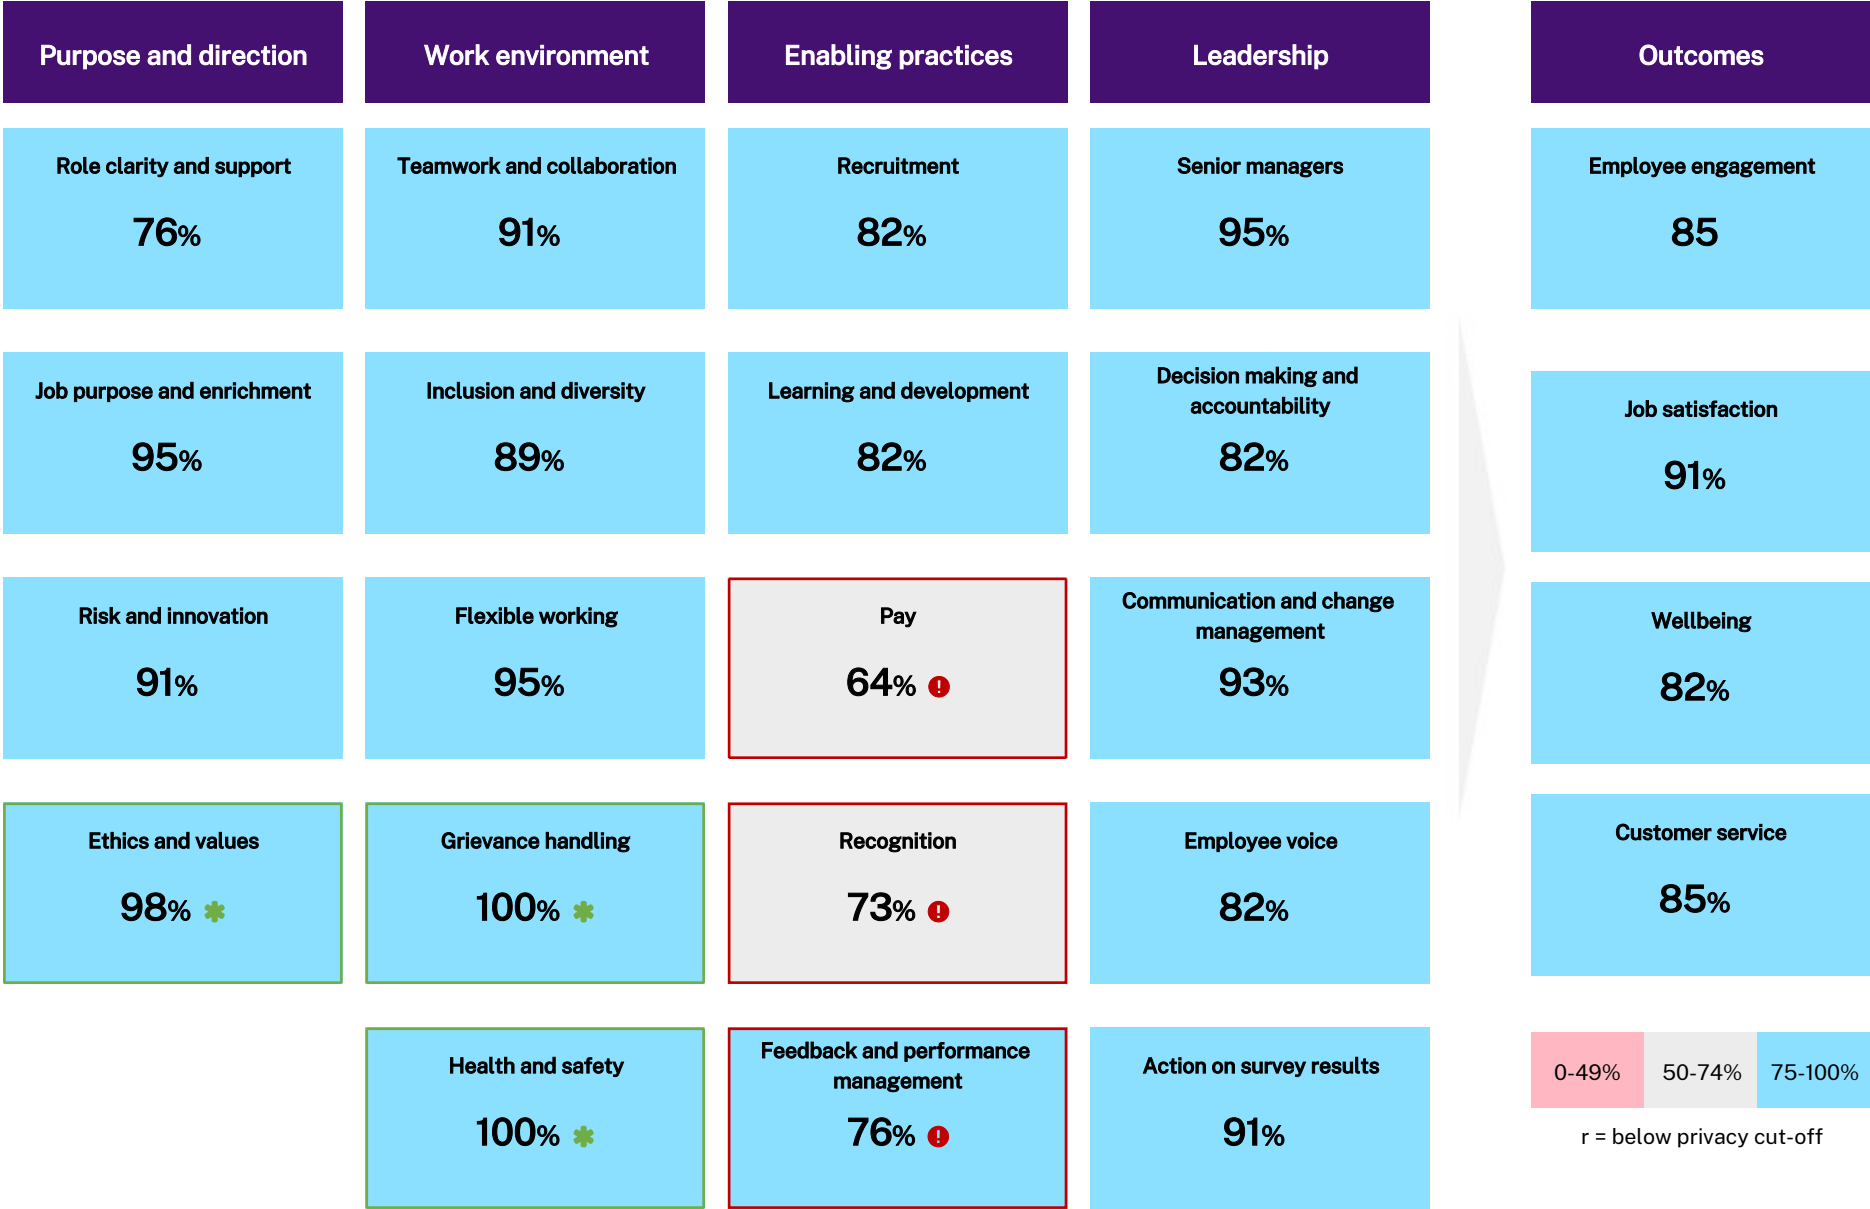 Purpose and direction
Role clarity and support
76%
Job purpose and enrichment
95%
Risk and innovation
91%
Ethics and values
98%
Work environment
Teamwork and collaboration
91%
Inclusion and diversity
89%
Flexible working
95%
Grievance handling
100%
Health and safety
100%
Enabling practices
Recruitment
82%
Learning and development
82%
Pay
64%
Recognition
73%
Feedback and performance
management
76%
Leadership
Senior managers
95%
Decision making and
accountability
82%
Communication and change
management
93%
Employee voice
82%
Action on survey results
91%
Outcomes
Employee engagement
85
Job satisfaction
91%
Wellbeing
82%
Customer service
85%
0-49% 50-74% 75-100%
r = below privacy cut-off